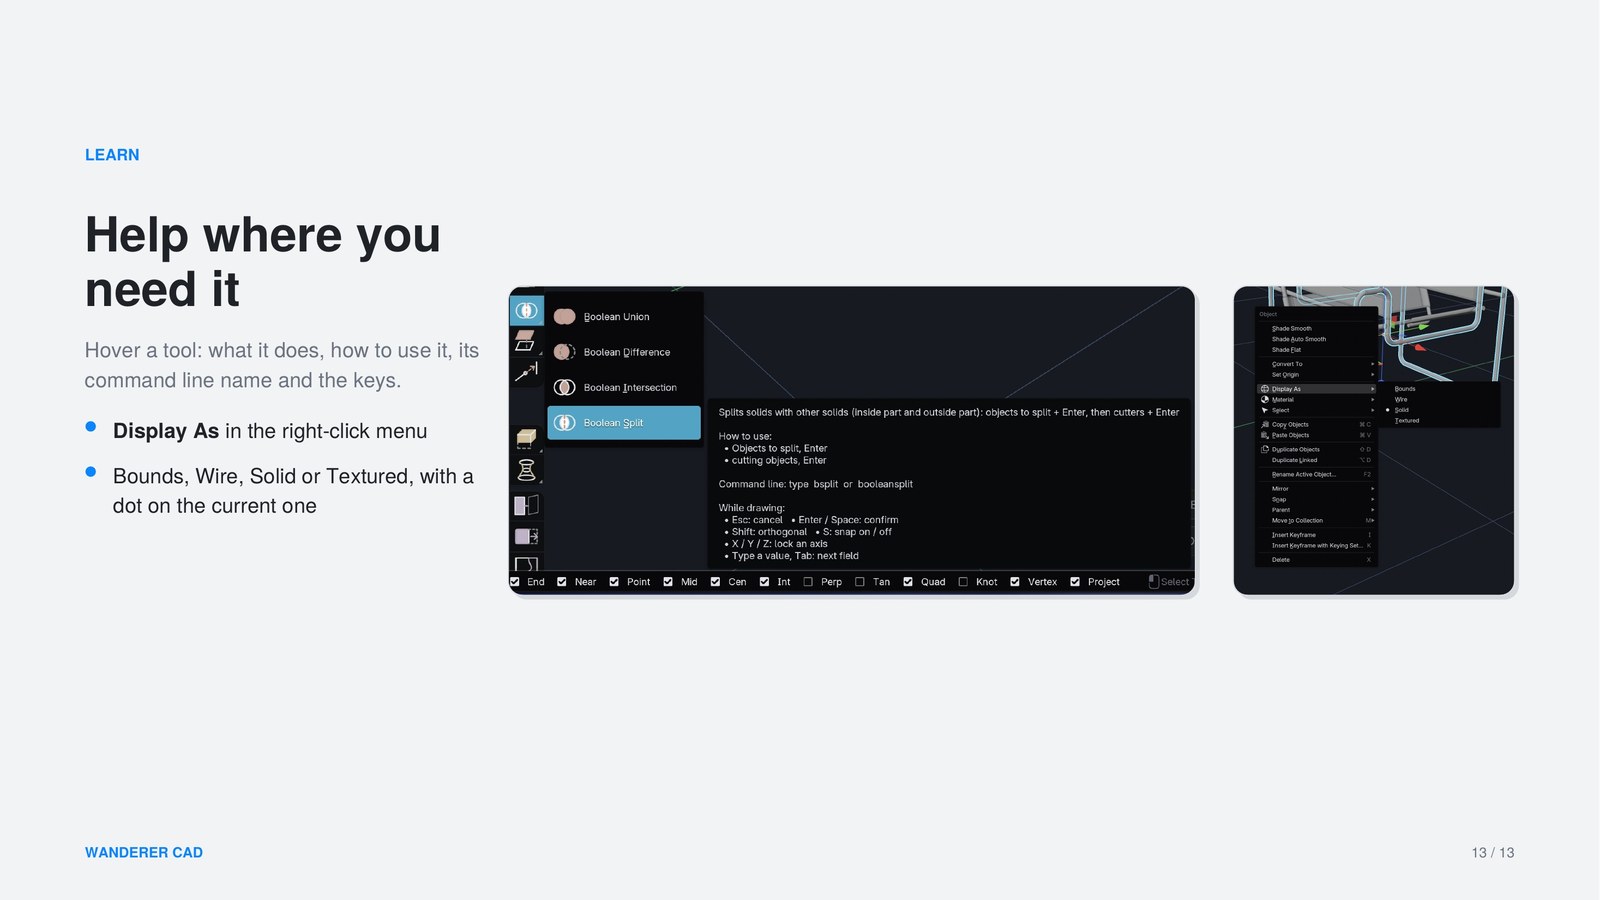 LEARN
Help where you
need it
Hover a tool: what it does, how to use it, its
command line name and the keys.
Display As in the right-click menu
Bounds, Wire, Solid or Textured, with a
dot on the current one
Boolean Union
Boolean Difference
Boolean Intersection
Boolean Split
Splits solids with other solids (inside part and outside part): objects to split + Enter, then cutters + Enter
How to use:
• Objects to split, Enter
• cutting objects, Enter
Command line: type bsplit or booleansplit
While drawing:
• Esc: cancel • Enter / Space: confirm
• Shift: orthogonal • S: snap on / off
• X / Y / Z: lock an axis
• Type a value, Tab: next field
End Near Point Mid Cen Int Perp Tan Quad Knot Vertex Project Select
Object
Shade Smooth
Shade Auto Smooth
Shade Flat
Convert To
Set Origin
Display As
Material
Select
Copy Objects ⌘ C
Paste Objects ⌘ V
Duplicate Objects ⇧ D
Duplicate Linked ⌥ D
Rename Active Object... F2
Mirror
Snap
Parent
Move to Collection M
Insert Keyframe I
Insert Keyframe with Keying Set... K
Delete X
Bounds
Wire
Solid
Textured
WANDERER CAD
13 / 13